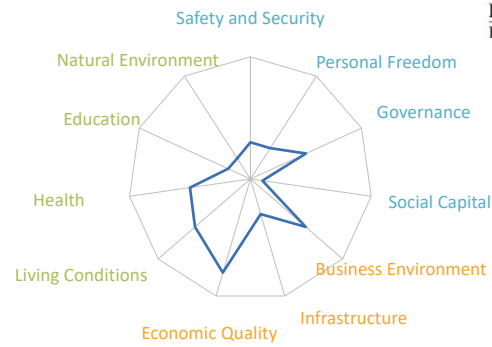 Safety and Security
Natural Environment
Personal Freedom
Education
Governance
Health
Social Capital
Living Conditions
Business Environment
Economic Quality
Infrastructure